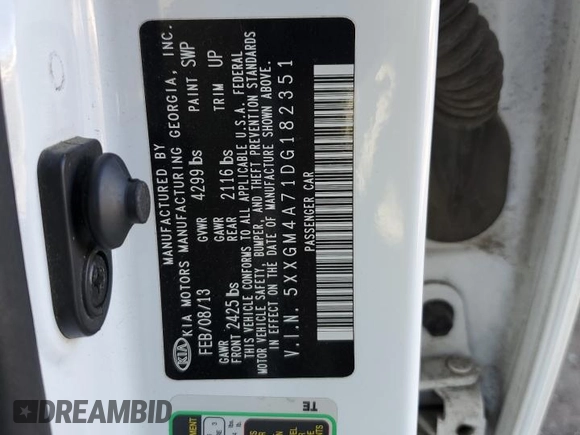 MANUFACTURED BY
KIA MOTORS MANUFACTURING GEORGIA, INC.
KIA
FEB/08/13 GVWR 4299 lbs PAINT SWP
GAWR FRONT 2425 lbs GAWR REAR 2116 lbs TRIM UP
THIS VEHICLE CONFORMS TO ALL APPLICABLE U.S.A. FEDERAL
MOTOR VEHICLE SAFETY, BUMPER, AND THEFT PREVENTION STANDARDS
IN EFFECT ON THE DATE OF MANUFACTURE SHOWN ABOVE.
V.I.N. 5XXGM4A71DG182351
PASSENGER CAR
TE
DREAMBID